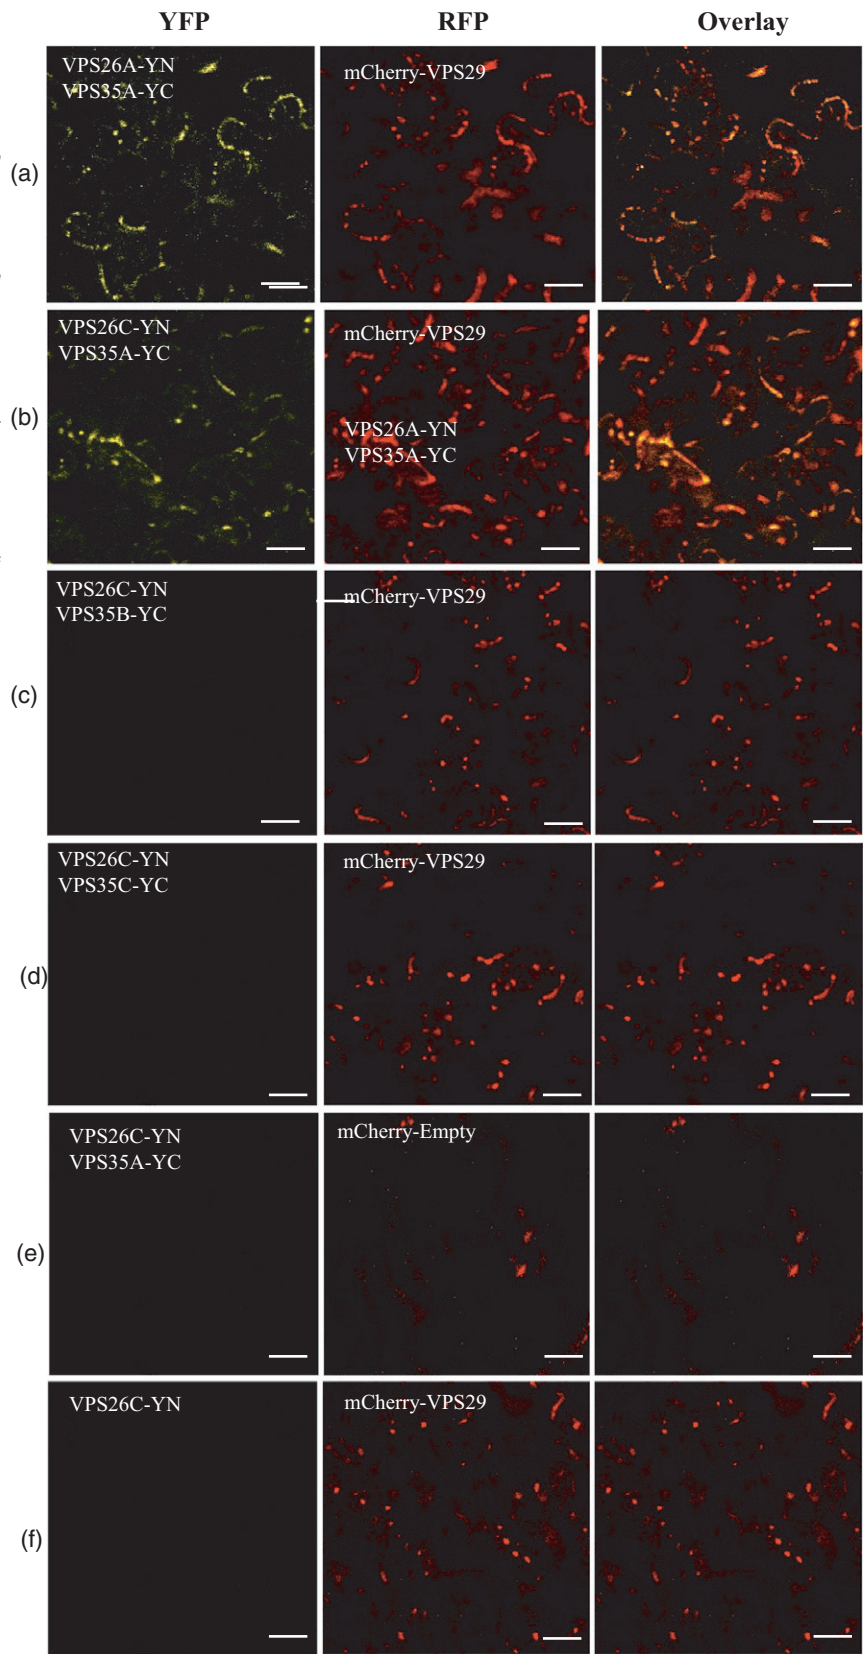 YFP RFP Overlay
(a)
VPS26A-YN
VPS35A-YC
mCherry-VPS29
(b)
VPS26C-YN
VPS35A-YC
mCherry-VPS29
VPS26A-YN
VPS35A-YC
(c)
VPS26C-YN
VPS35B-YC
mCherry-VPS29
(d)
VPS26C-YN
VPS35C-YC
mCherry-VPS29
(e)
VPS26C-YN
VPS35A-YC
mCherry-Empty
(f)
VPS26C-YN
mCherry-VPS29